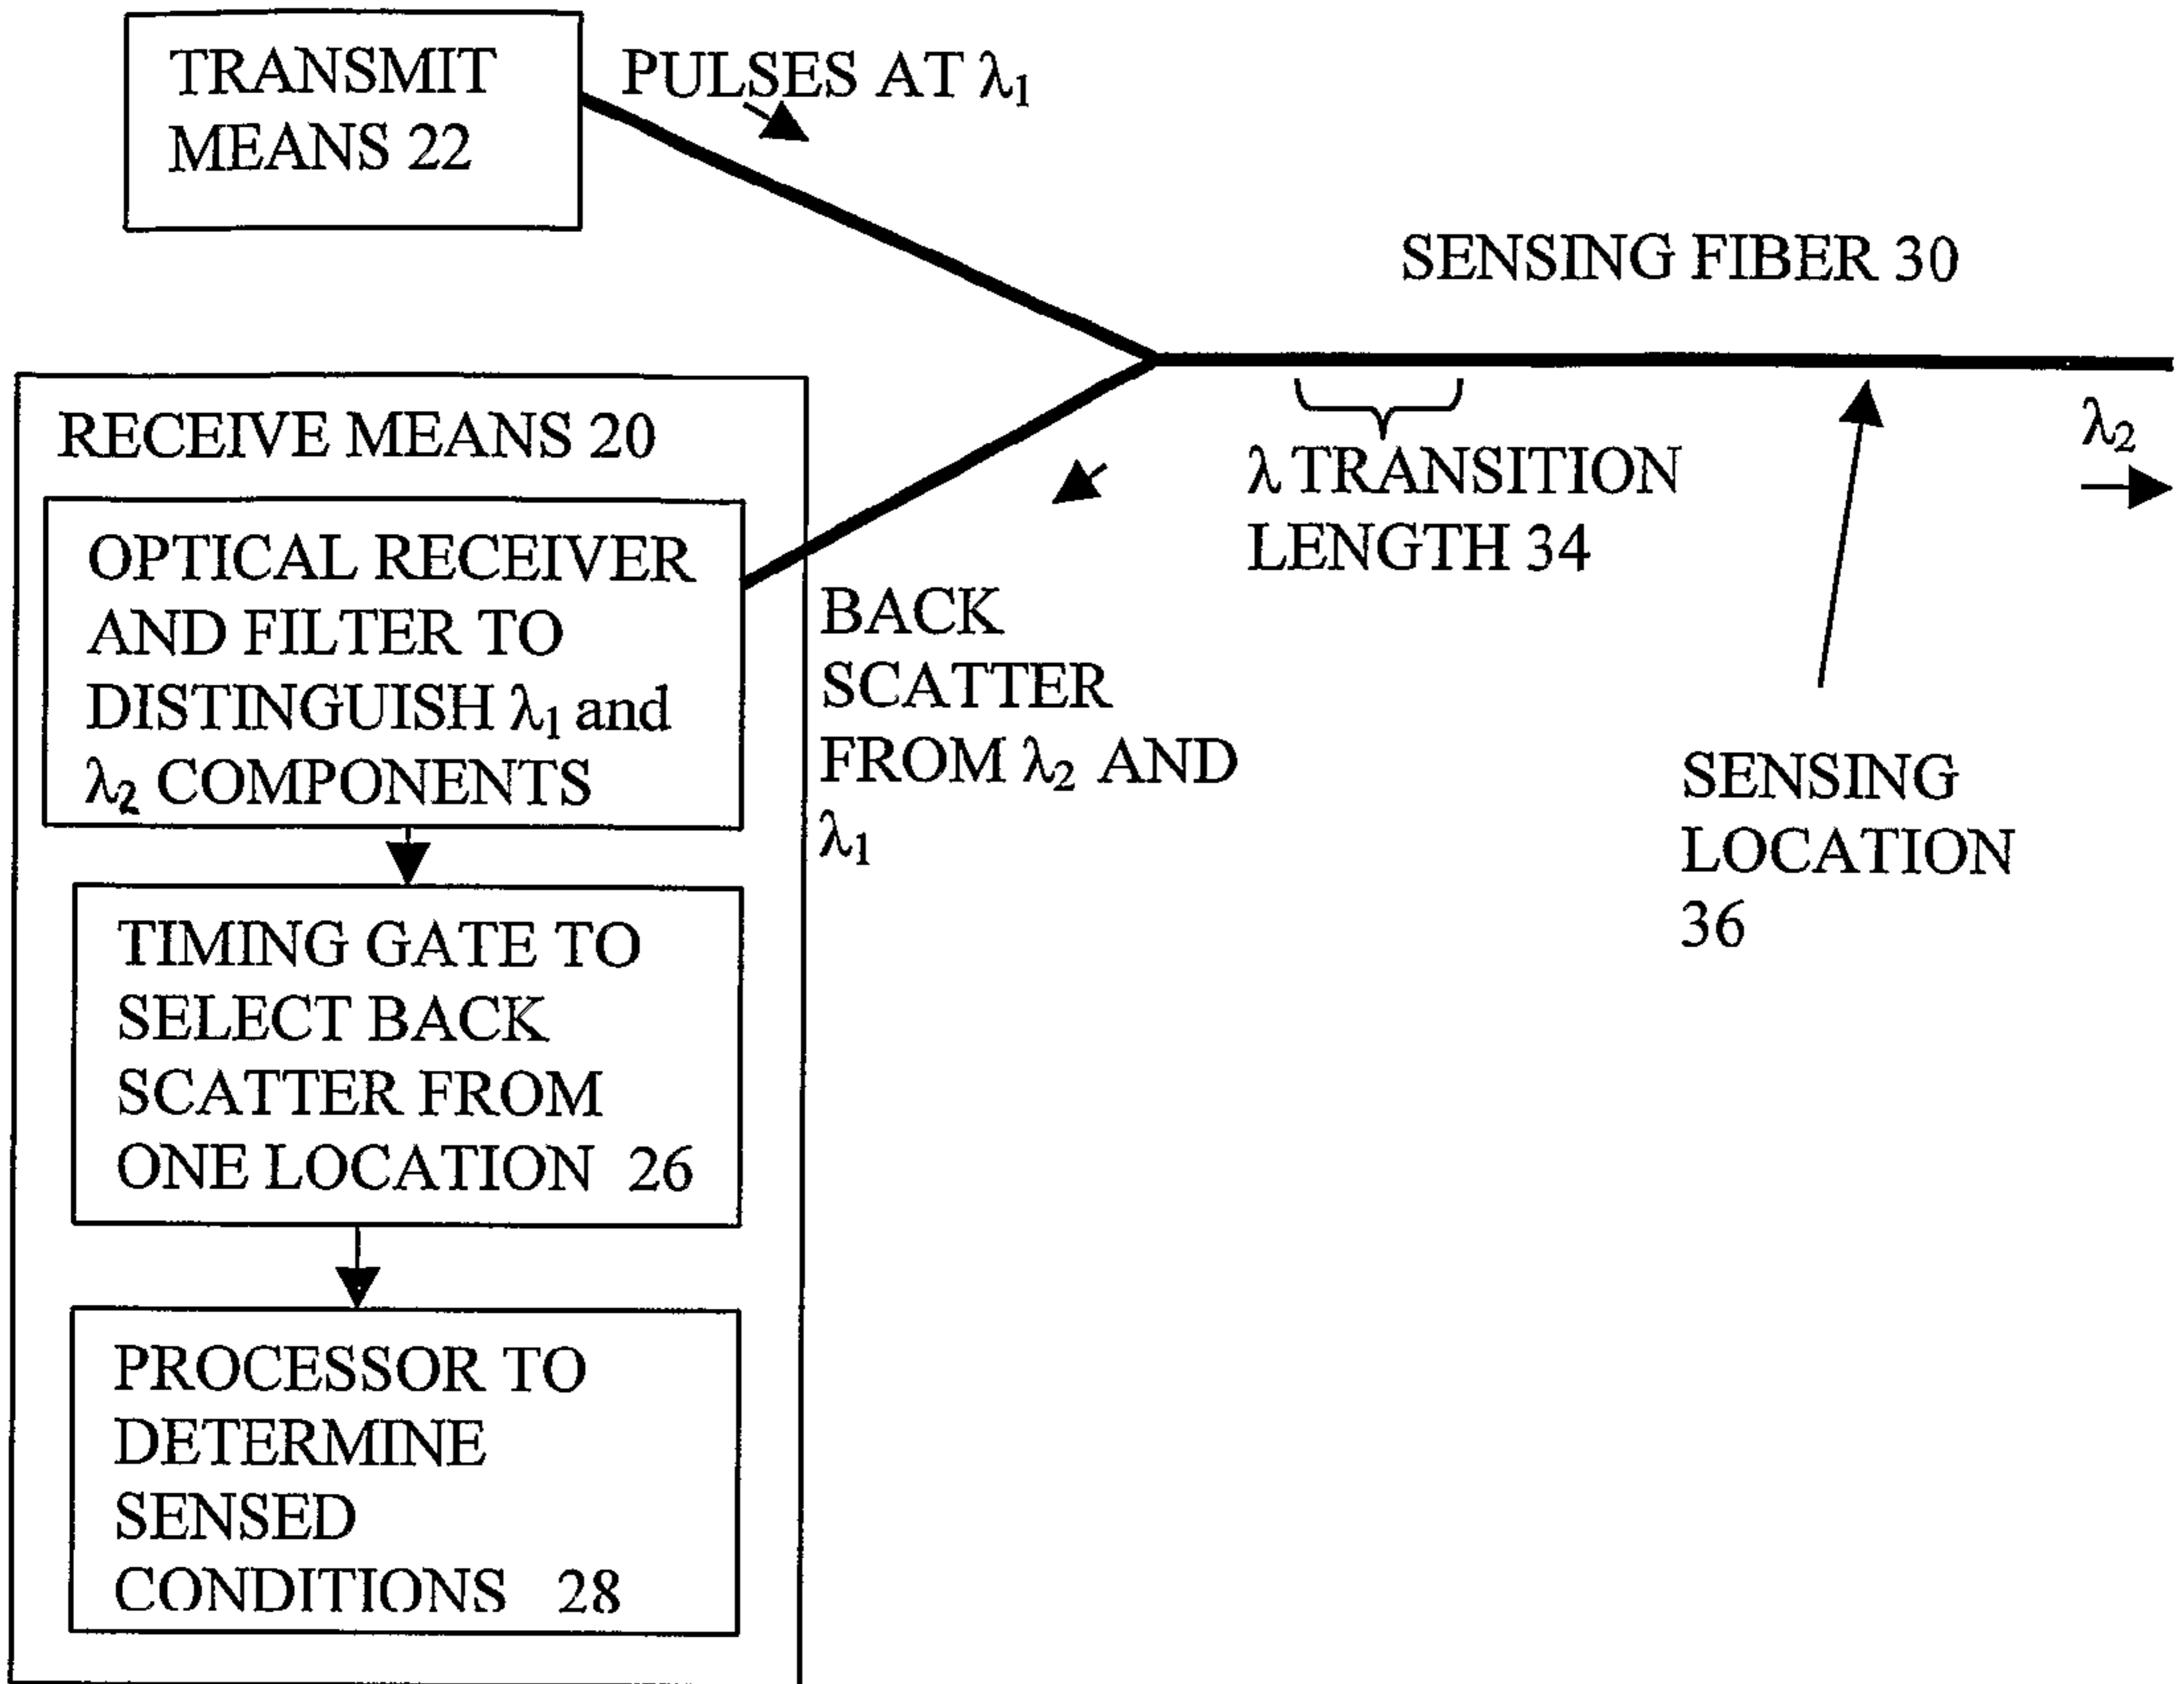 TRANSMIT
MEANS 22
PULSES AT λ₁
SENSING FIBER 30
RECEIVE MEANS 20
OPTICAL RECEIVER
AND FILTER TO
DISTINGUISH λ₁ and
λ₂ COMPONENTS
BACK
SCATTER
FROM λ₂ AND
λ₁
λ TRANSITION
LENGTH 34
λ₂
SENSING
LOCATION
36
TIMING GATE TO
SELECT BACK
SCATTER FROM
ONE LOCATION 26
PROCESSOR TO
DETERMINE
SENSED
CONDITIONS 28